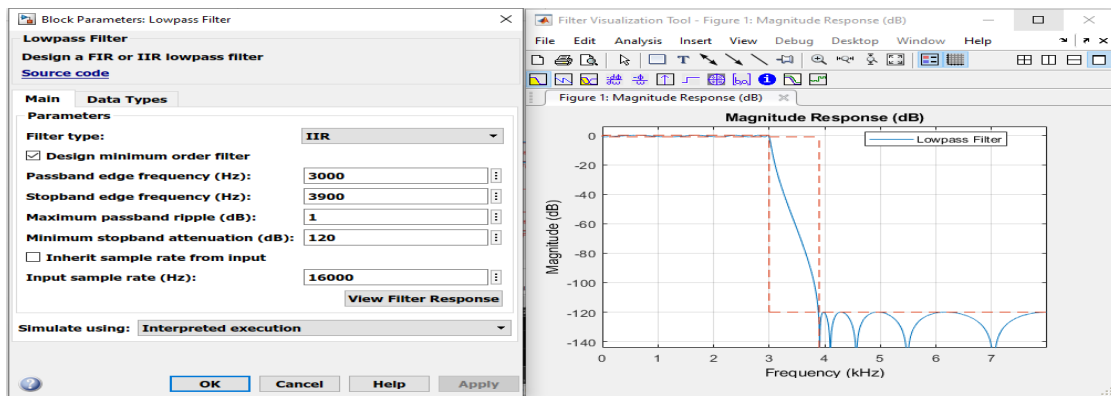 Block Parameters: Lowpass Filter
Lowpass Filter
Design a FIR or IIR lowpass filter
Source code
Main Data Types
Parameters
Filter type: IIR
Design minimum order filter
Passband edge frequency (Hz): 3000
Stopband edge frequency (Hz): 3900
Maximum passband ripple (dB): 1
Minimum stopband attenuation (dB): 120
Inherit sample rate from input
Input sample rate (Hz): 16000
View Filter Response
Simulate using: Interpreted execution
OK Cancel Help Apply
Filter Visualization Tool - Figure 1: Magnitude Response (dB)
File Edit Analysis Insert View Debug Desktop Window Help
Figure 1: Magnitude Response (dB)
Magnitude Response (dB)
Lowpass Filter
0
-20
-40
-60
-80
-100
-120
-140
Magnitude (dB)
0 1 2 3 4 5 6 7
Frequency (kHz)